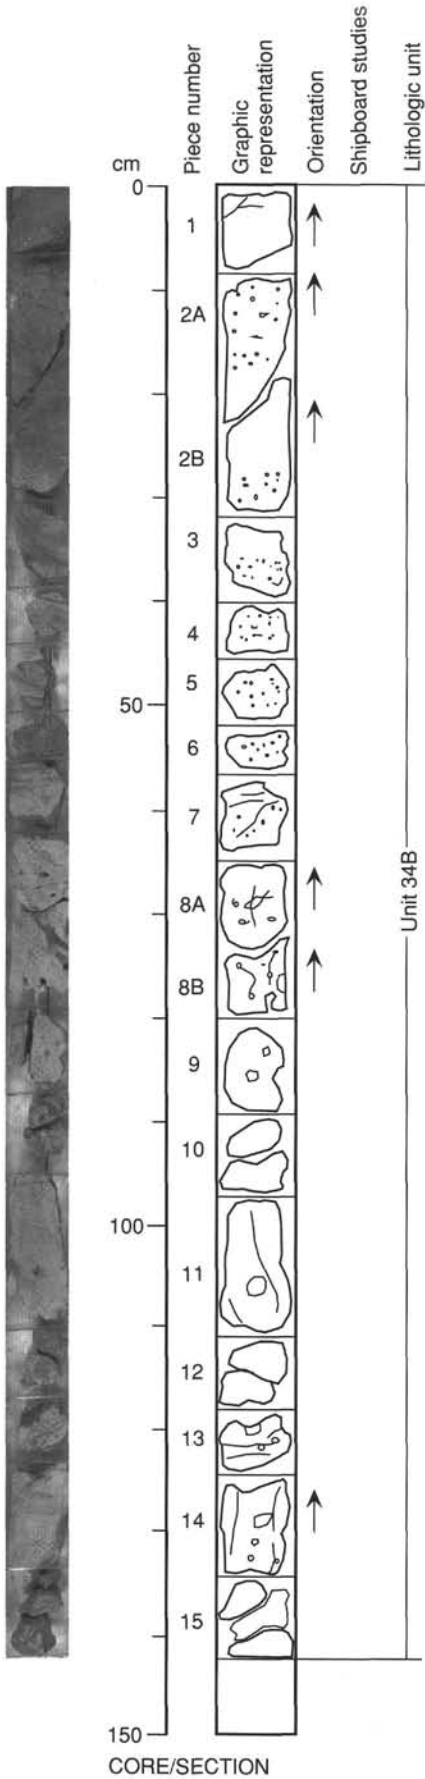 cm
Piece number
Graphic
representation
Orientation
Shipboard studies
Lithologic unit
0
1
2A
2B
3
4
5
50
6
7
8A
8B
Unit 34B
9
10
100
11
12
13
14
15
150
CORE/SECTION